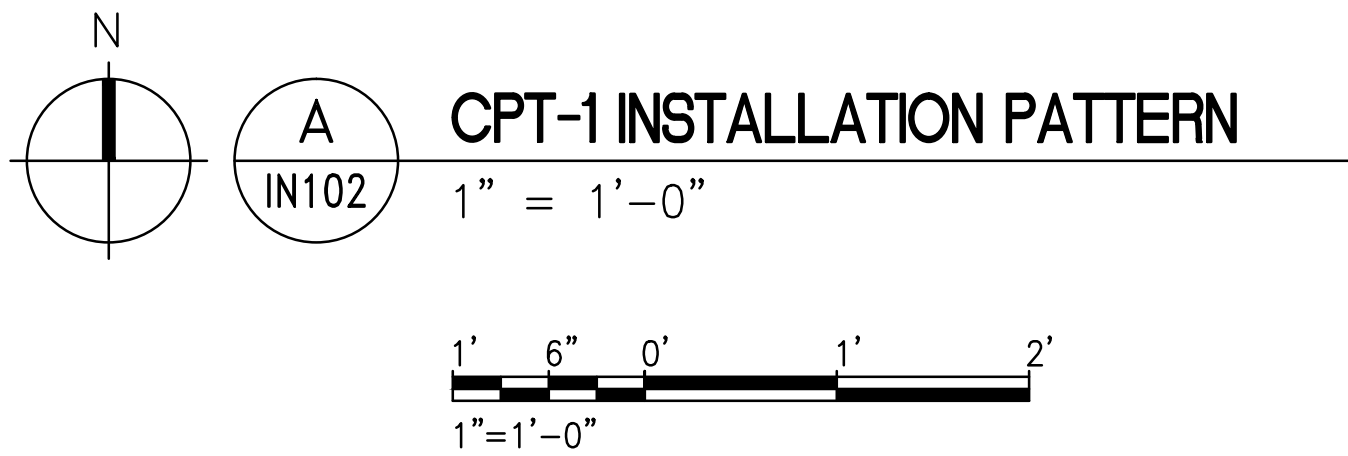 N
A
IN102
CPT-1 INSTALLATION PATTERN
1” = 1’-0”
1’ 6” 0’ 1’ 2’
1”=1’-0”